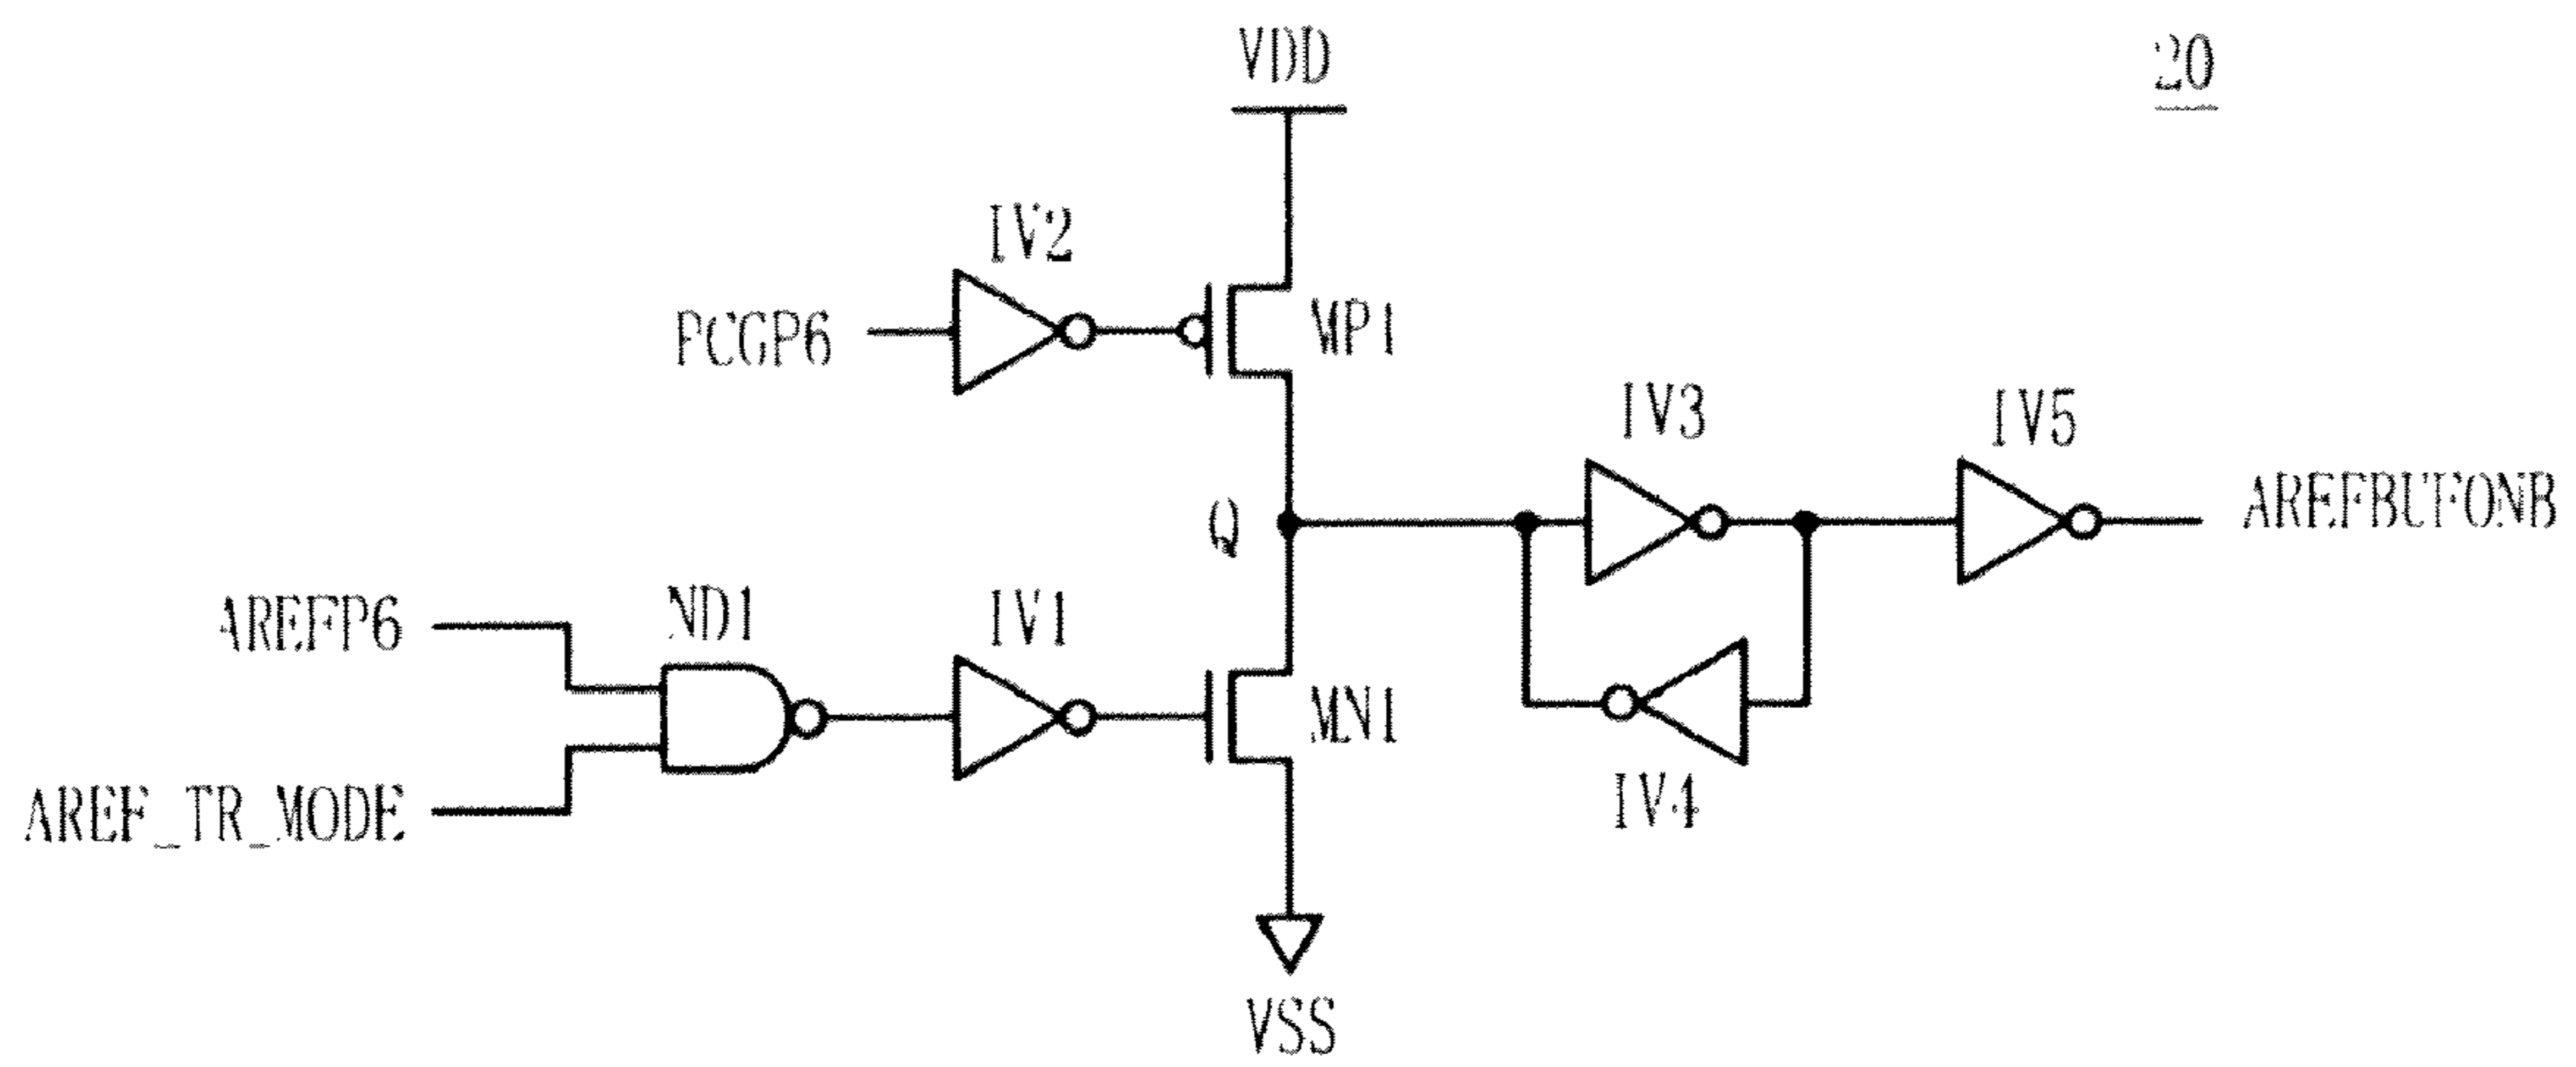 VDD
20
IV2
PCGP6
MP1
IV3
IV5
Q
AREFBUFONB
AREFP6
ND1
IV1
MN1
AREF_TR_MODE
IV4
VSS